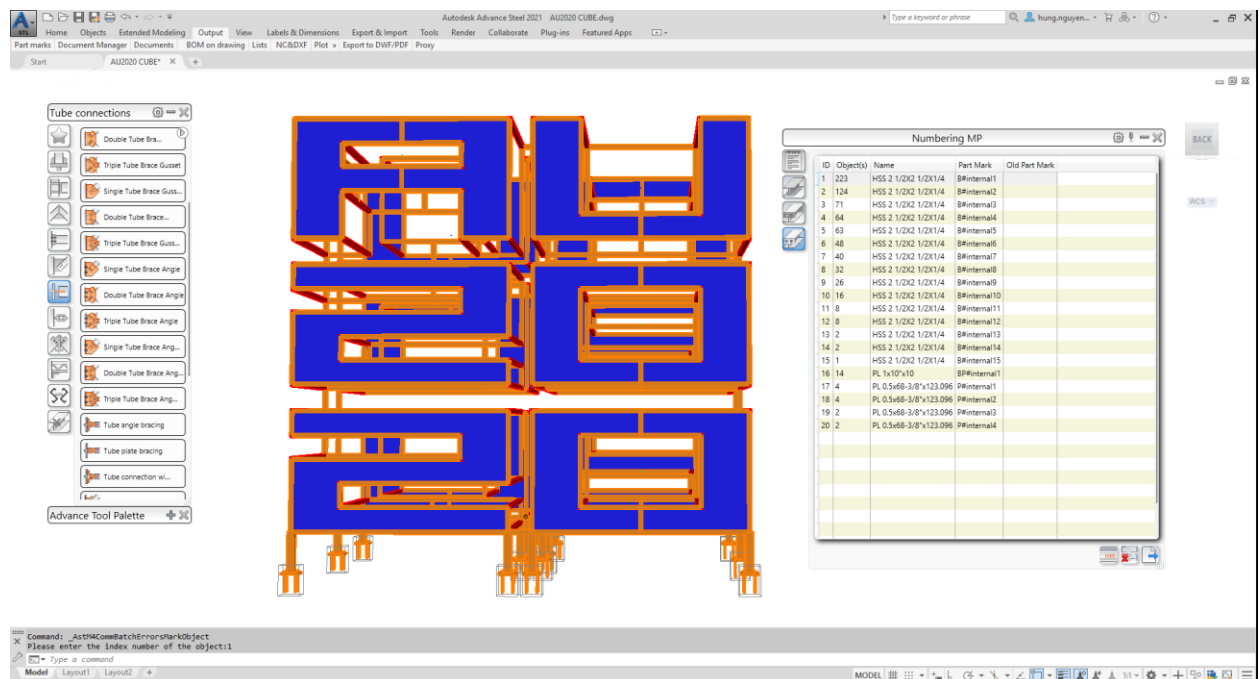 Autodesk Advance Steel 2021 AU2020 CUBE.dwg
Type a keyword or phrase
hung.nguyen...
STL
Home Objects Extended Modeling Output View Labels & Dimensions Export & Import Tools Render Collaborate Plug-ins Featured Apps
Part marks Document Manager Documents BOM on drawing Lists NC&DXF Plot » Export to DWF/PDF Proxy
Start AU2020 CUBE*
Tube connections
Double Tube Bra...
Triple Tube Brace Gusset
Single Tube Brace Guss...
Double Tube Brace...
Triple Tube Brace Guss...
Single Tube Brace Angle
Double Tube Brace Angle
Triple Tube Brace Angle
Single Tube Brace Ang...
Double Tube Brace Ang...
Triple Tube Brace Ang...
Tube angle bracing
Tube plate bracing
Tube connection wi...
Advance Tool Palette
Numbering MP
ID Object(s) Name Part Mark Old Part Mark
1 223 HSS 2 1/2X2 1/2X1/4 B#internal1
2 124 HSS 2 1/2X2 1/2X1/4 B#internal2
3 71 HSS 2 1/2X2 1/2X1/4 B#internal3
4 64 HSS 2 1/2X2 1/2X1/4 B#internal4
5 63 HSS 2 1/2X2 1/2X1/4 B#internal5
6 48 HSS 2 1/2X2 1/2X1/4 B#internal6
7 40 HSS 2 1/2X2 1/2X1/4 B#internal7
8 32 HSS 2 1/2X2 1/2X1/4 B#internal8
9 26 HSS 2 1/2X2 1/2X1/4 B#internal9
10 16 HSS 2 1/2X2 1/2X1/4 B#internal10
11 8 HSS 2 1/2X2 1/2X1/4 B#internal11
12 8 HSS 2 1/2X2 1/2X1/4 B#internal12
13 2 HSS 2 1/2X2 1/2X1/4 B#internal13
14 2 HSS 2 1/2X2 1/2X1/4 B#internal14
15 1 HSS 2 1/2X2 1/2X1/4 B#internal15
16 14 PL 1x10"x10 BP#internal1
17 4 PL 0.5x68-3/8"x123.096 P#internal1
18 4 PL 0.5x68-3/8"x123.096 P#internal2
19 2 PL 0.5x68-3/8"x123.096 P#internal3
20 2 PL 0.5x68-3/8"x123.096 P#internal4
BACK
WCS
Command: _AstM4CommBatchErrorsMarkObject
Please enter the index number of the object:1
Type a command
Model Layout1 Layout2 +
MODEL 1:1